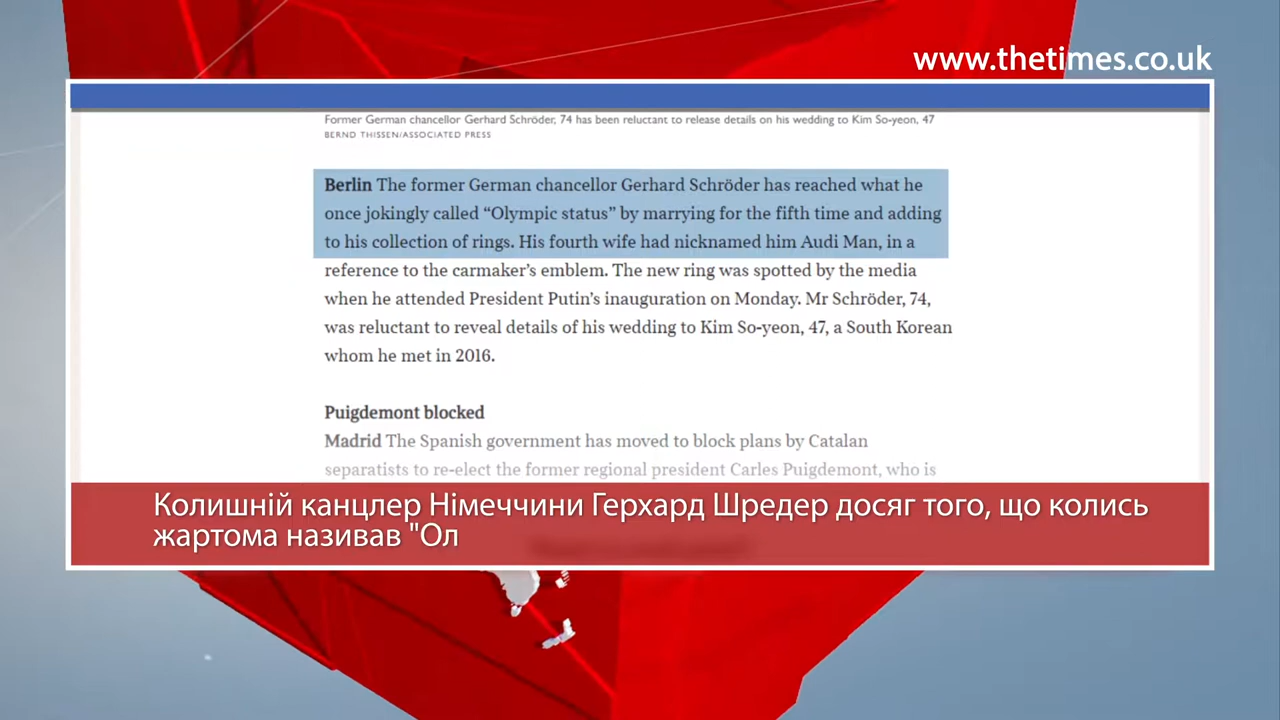 www.thetimes.co.uk
Former German chancellor Gerhard Schröder, 74 has been reluctant to release details on his wedding to Kim So-yeon, 47
BERND THISSEN/ASSOCIATED PRESS
Berlin The former German chancellor Gerhard Schröder has reached what he
once jokingly called “Olympic status” by marrying for the fifth time and adding
to his collection of rings. His fourth wife had nicknamed him Audi Man, in a
reference to the carmaker’s emblem. The new ring was spotted by the media
when he attended President Putin’s inauguration on Monday. Mr Schröder, 74,
was reluctant to reveal details of his wedding to Kim So-yeon, 47, a South Korean
whom he met in 2016.
Puigdemont blocked
Madrid The Spanish government has moved to block plans by Catalan
separatists to re-elect the former regional president Carles Puigdemont, who is
Колишній канцлер Німеччини Герхард Шредер досяг того, що колись
жартома називав "Ол